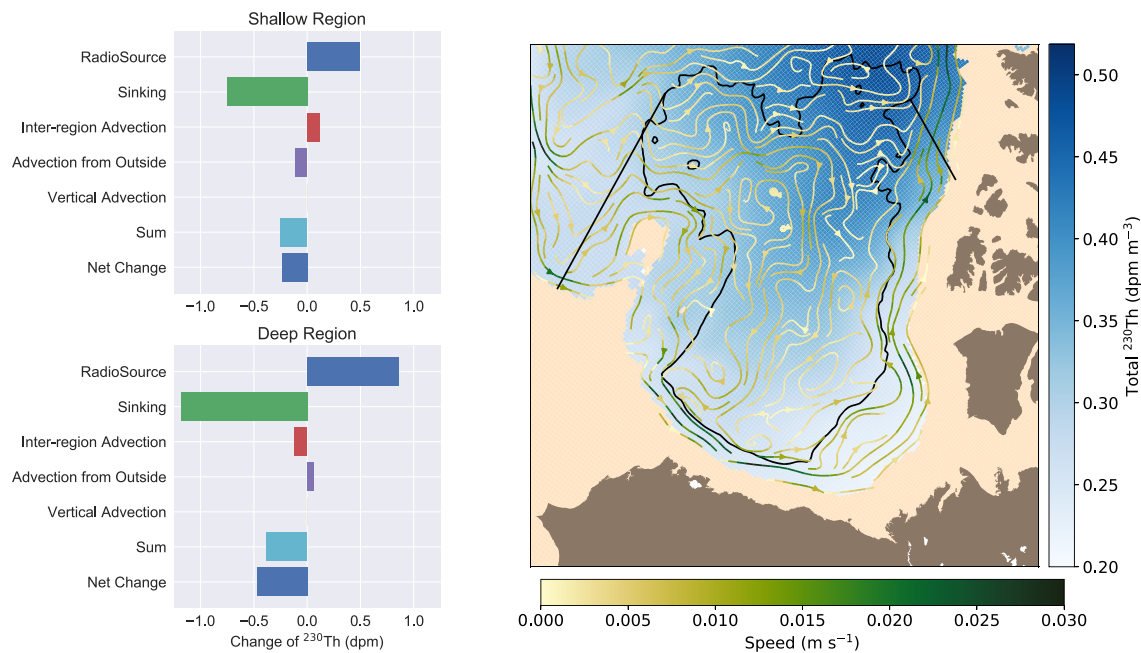 Shallow Region
RadioSource
Sinking
Inter-region Advection
Advection from Outside
Vertical Advection
Sum
Net Change
−1.0 −0.5 0.0 0.5 1.0
Deep Region
RadioSource
Sinking
Inter-region Advection
Advection from Outside
Vertical Advection
Sum
Net Change
−1.0 −0.5 0.0 0.5 1.0
Change of ²³⁰Th (dpm)
0.50
0.45
0.40
0.35
0.30
0.25
0.20
Total ²³⁰Th (dpm m⁻³)
0.000 0.005 0.010 0.015 0.020 0.025 0.030
Speed (m s⁻¹)